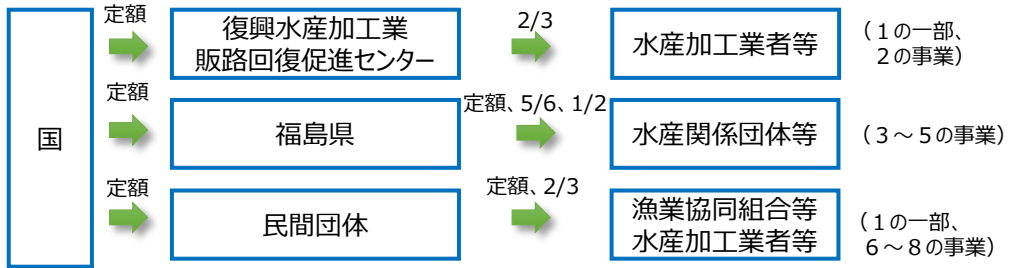 国
定額
復興水産加工業
販路回復促進センター
2/3
水産加工業者等
（１の一部、
２の事業）
定額
福島県
定額、5/6、1/2
水産関係団体等
（３～５の事業）
定額
民間団体
定額、2/3
漁業協同組合等
水産加工業者等
（１の一部、
６～８の事業）